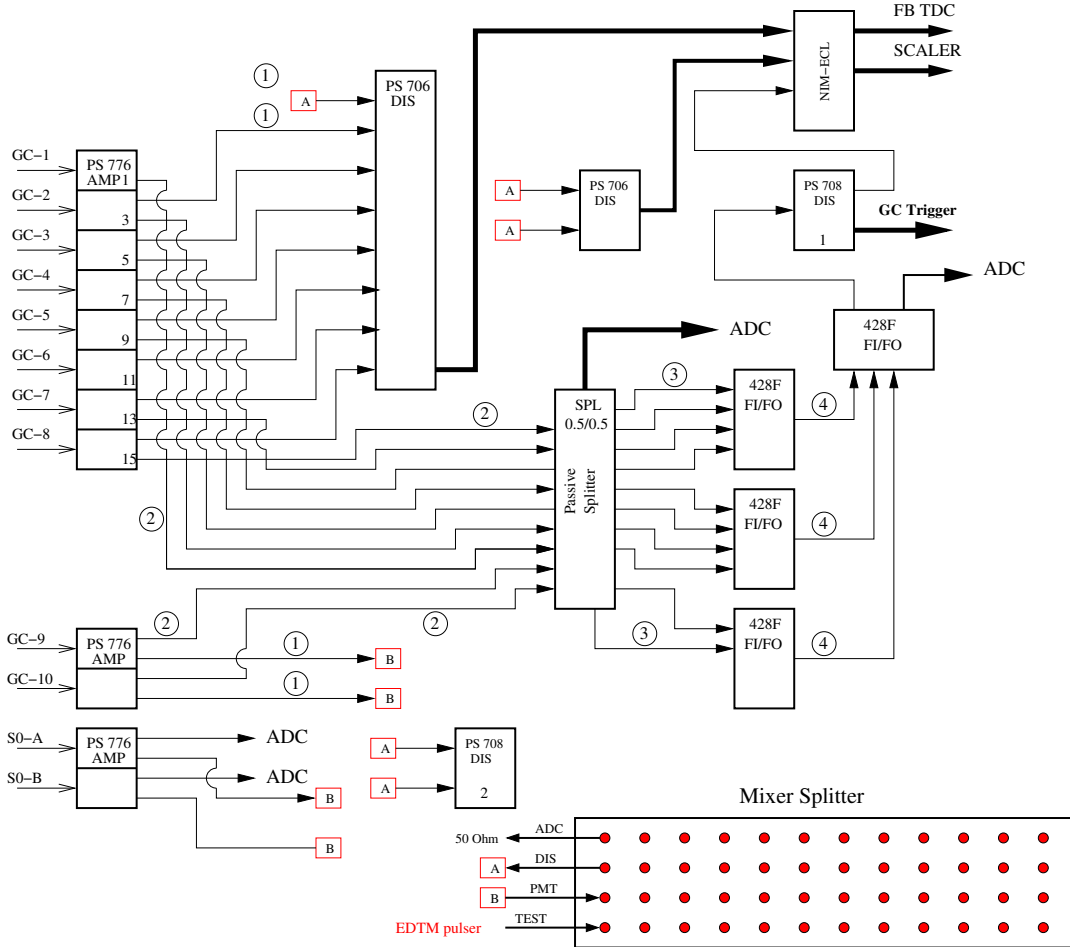 FB TDC
SCALER
NIM−ECL
1
PS 706
DIS
A
1
GC−1
PS 776
AMP1
GC−2
3
GC−3
5
GC−4
7
GC−5
9
GC−6
11
GC−7
13
GC−8
15
A
PS 706
DIS
A
PS 708
DIS
1
GC Trigger
ADC
428F
FI/FO
ADC
SPL
0.5/0.5
Passive
Splitter
2
2
3
428F
FI/FO
4
428F
FI/FO
4
428F
FI/FO
4
3
GC−9
PS 776
AMP
2
2
1
B
GC−10
1
B
S0−A
PS 776
AMP
ADC
S0−B
ADC
B
B
A
PS 708
DIS
A
2
Mixer Splitter
50 Ohm
ADC
A
DIS
B
PMT
EDTM pulser
TEST